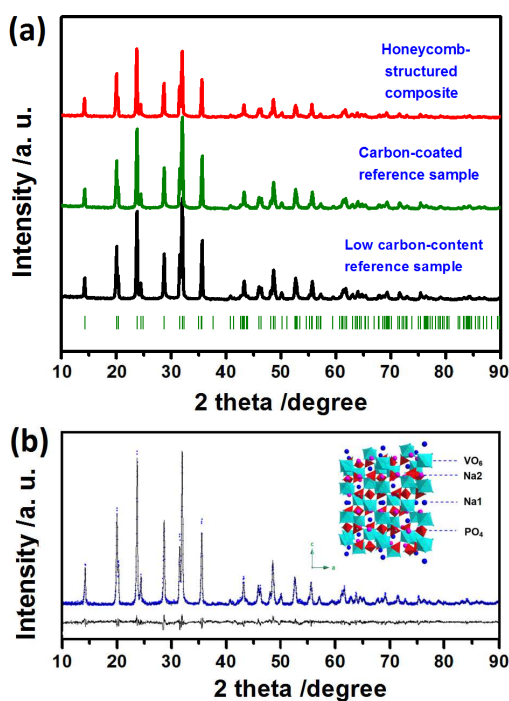 (a)
Intensity /a. u.
Honeycomb-
structured
composite
Carbon-coated
reference sample
Low carbon-content
reference sample
10 20 30 40 50 60 70 80 90
2 theta /degree
(b)
Intensity /a. u.
VO₆
Na2
Na1
PO₄
c
a
10 20 30 40 50 60 70 80 90
2 theta /degree